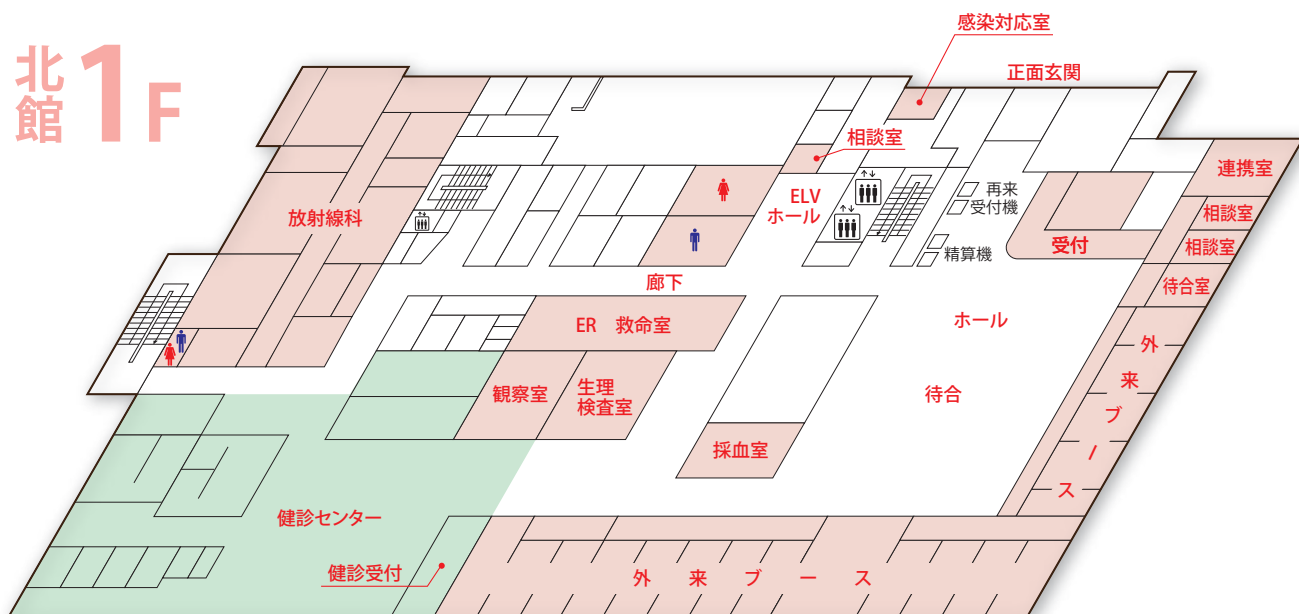 北館 1F
感染対応室
正面玄関
相談室
連携室
放射線科
ELV
ホール
再来
受付機
相談室
受付
相談室
精算機
待合室
廊下
ER 救命室
ホール
外来ブース
観察室
生理
検査室
待合
採血室
健診センター
健診受付
外来ブース